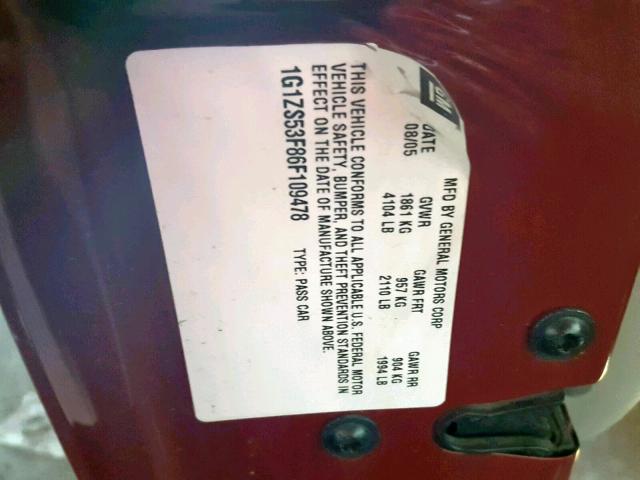 GM
MFD BY GENERAL MOTORS CORP
DATE GVWR GAWR FRT GAWR RR
08/05 1861 KG 957 KG 904 KG
4104 LB 2110 LB 1994 LB
THIS VEHICLE CONFORMS TO ALL APPLICABLE U.S. FEDERAL MOTOR
VEHICLE SAFETY, BUMPER, AND THEFT PREVENTION STANDARDS IN
EFFECT ON THE DATE OF MANUFACTURE SHOWN ABOVE.
1G1ZS53F86F109478 TYPE: PASS CAR